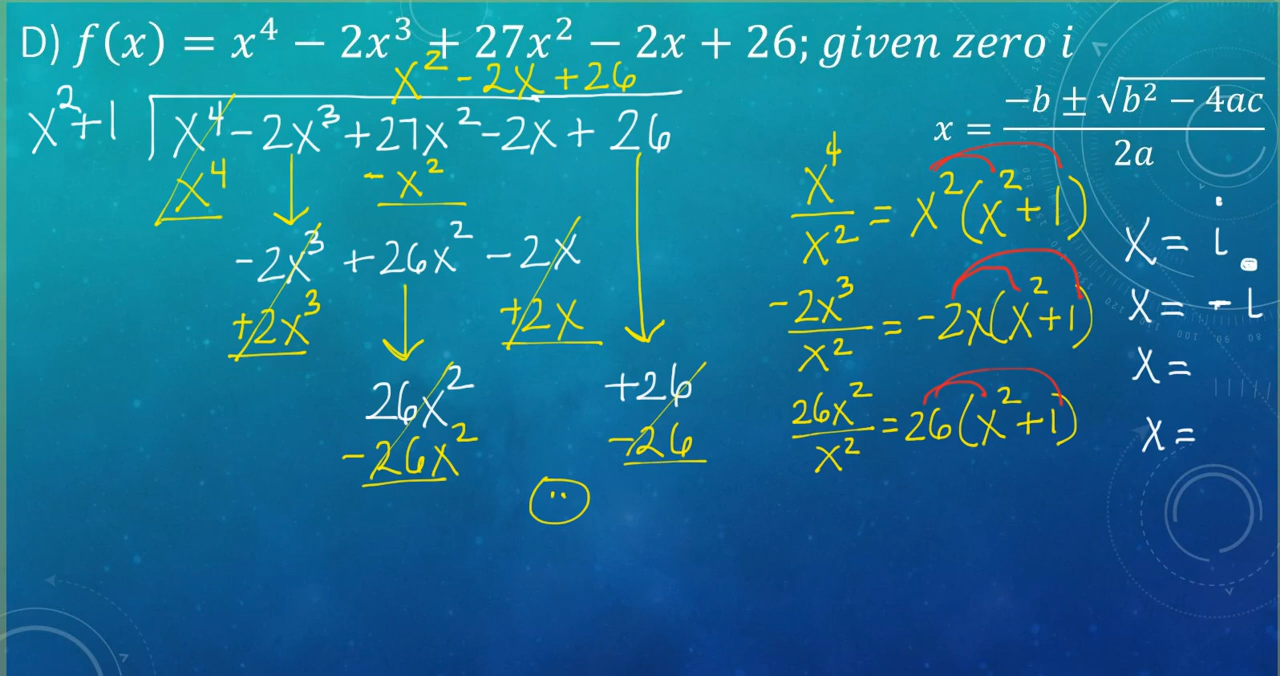 D) f(x) = x⁴ − 2x³ + 27x² − 2x + 26; given zero i
x² - 2x + 26
x² + 1 ) x⁴ - 2x³ + 27x² - 2x + 26
x⁴ - x²
-2x³ + 26x² - 2x
+2x³ +2x
26x² +26
-26x² -26
x = (−b ± √(b² − 4ac)) / 2a
x⁴/x² = x²(x² + 1)
-2x³/x² = -2x(x² + 1)
26x²/x² = 26(x² + 1)
x = i
x = -i
x =
x =